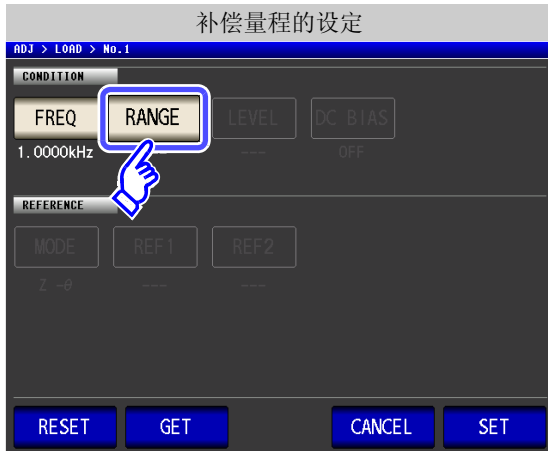 补偿量程的设定
ADJ > LOAD > No.1
CONDITION
FREQ RANGE LEVEL DC BIAS
1.0000kHz --- OFF
REFERENCE
MODE REF1 REF2
Z -θ --- ---
RESET GET CANCEL SET